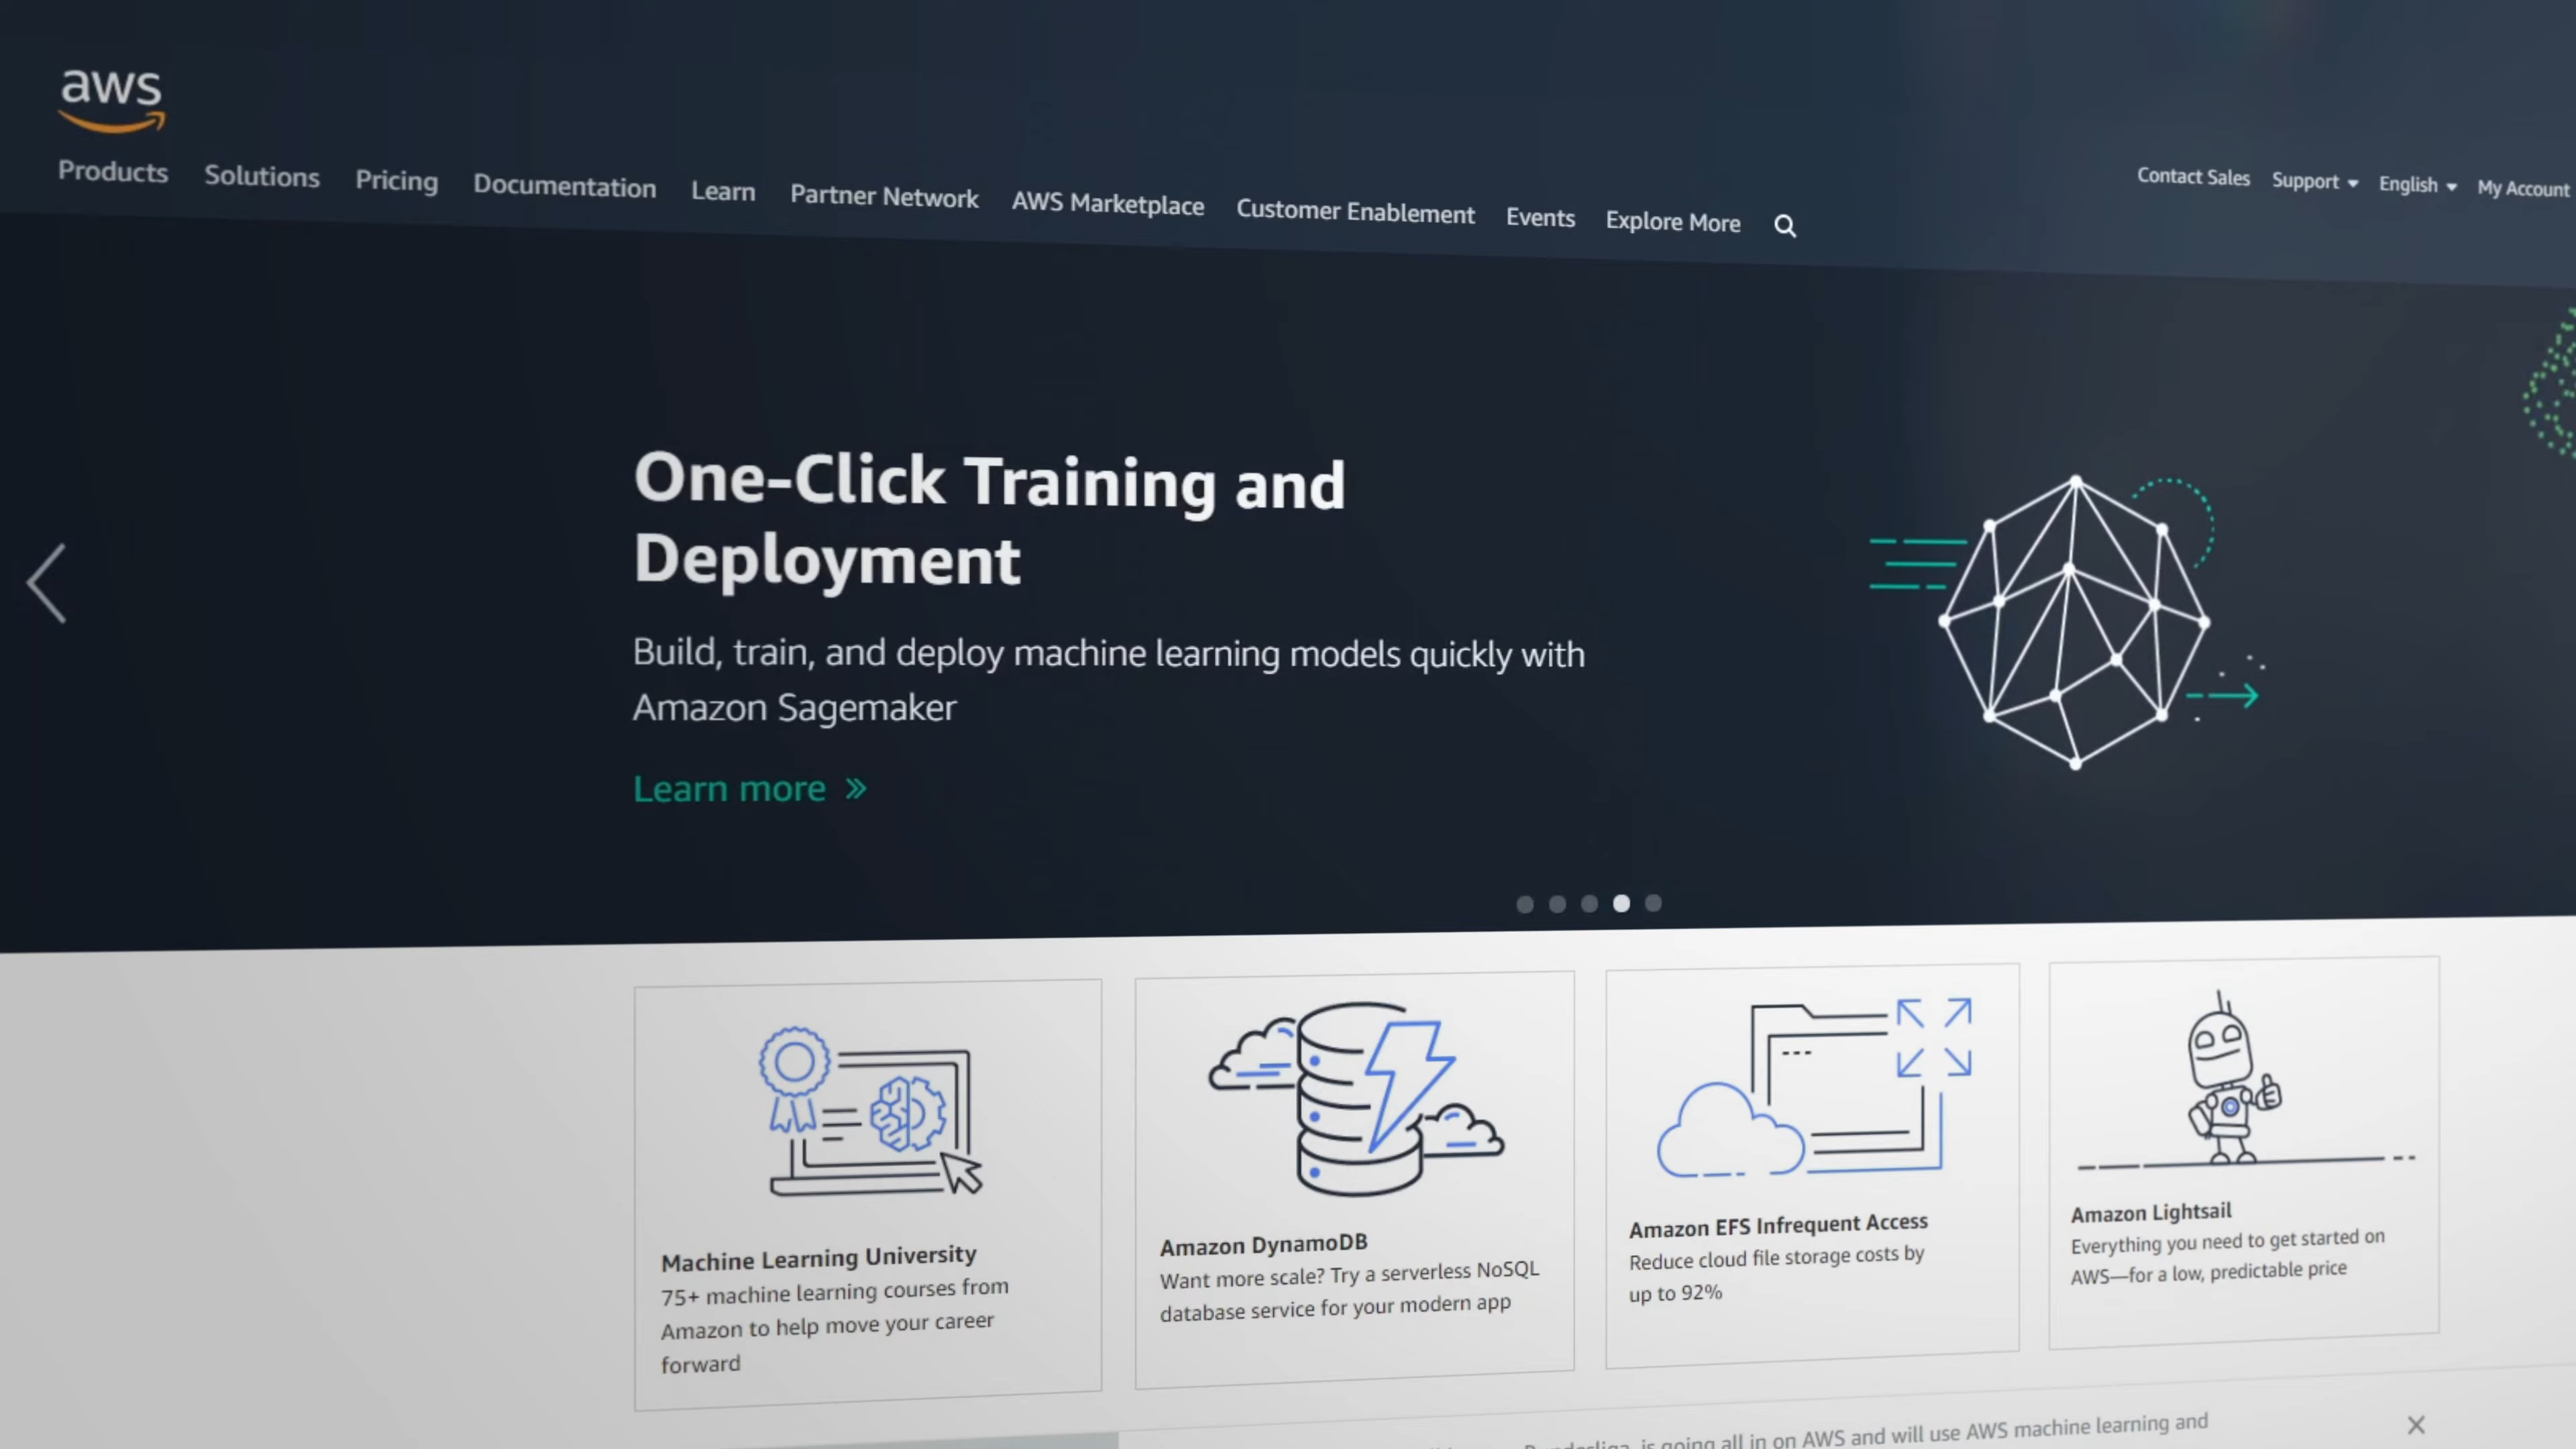 aws
Products Solutions Pricing Documentation Learn Partner Network AWS Marketplace Customer Enablement Events Explore More
Contact Sales Support English My Account
One-Click Training and
Deployment
Build, train, and deploy machine learning models quickly with
Amazon Sagemaker
Learn more »
Machine Learning University
75+ machine learning courses from
Amazon to help move your career
forward
Amazon DynamoDB
Want more scale? Try a serverless NoSQL
database service for your modern app
Amazon EFS Infrequent Access
Reduce cloud file storage costs by
up to 92%
Amazon Lightsail
Everything you need to get started on
AWS—for a low, predictable price
is going all in on AWS and will use AWS machine learning and